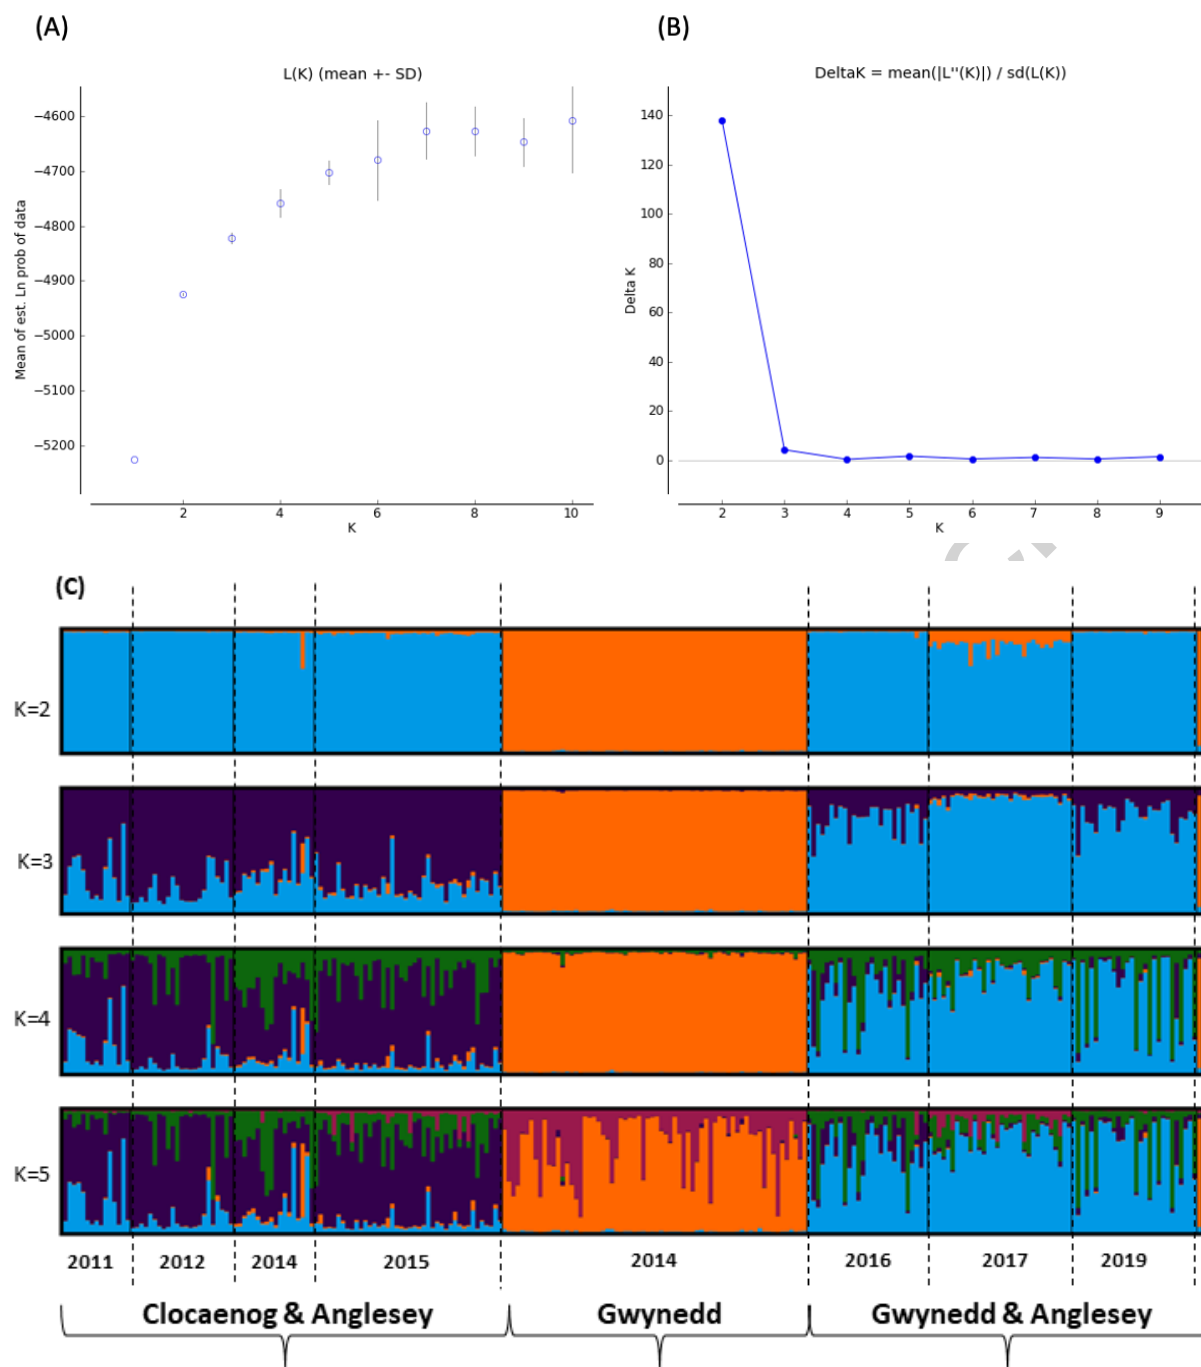 (A)
(B)
L(K) (mean +- SD)
DeltaK = mean(|L''(K)|) / sd(L(K))
Mean of est. Ln prob of data
−4600
−4700
−4800
−4900
−5000
−5100
−5200
2
4
6
8
10
K
Delta K
140
120
100
80
60
40
20
0
2
3
4
5
6
7
8
9
K
(C)
K=2
K=3
K=4
K=5
2011
2012
2014
2015
2014
2016
2017
2019
Clocaenog & Anglesey
Gwynedd
Gwynedd & Anglesey